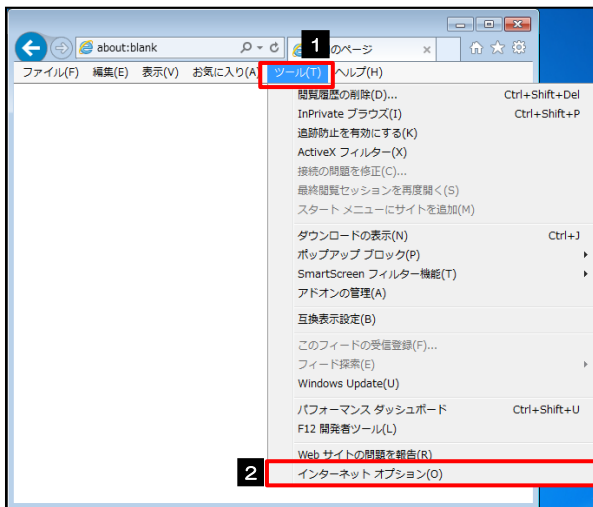 about:blank
1
のページ
ファイル(F) 編集(E) 表示(V) お気に入り(A) ツール(T) ヘルプ(H)
閲覧履歴の削除(D)... Ctrl+Shift+Del
InPrivate ブラウズ(I) Ctrl+Shift+P
追跡防止を有効にする(K)
ActiveX フィルター(X)
接続の問題を修正(C)...
最終閲覧セッションを再度開く(S)
スタート メニューにサイトを追加(M)
ダウンロードの表示(N) Ctrl+J
ポップアップ ブロック(P)
SmartScreen フィルター機能(T)
アドオンの管理(A)
互換表示設定(B)
このフィードの受信登録(F)...
フィード探索(E)
Windows Update(U)
パフォーマンス ダッシュボード Ctrl+Shift+U
F12 開発者ツール(L)
Web サイトの問題を報告(R)
2
インターネット オプション(O)